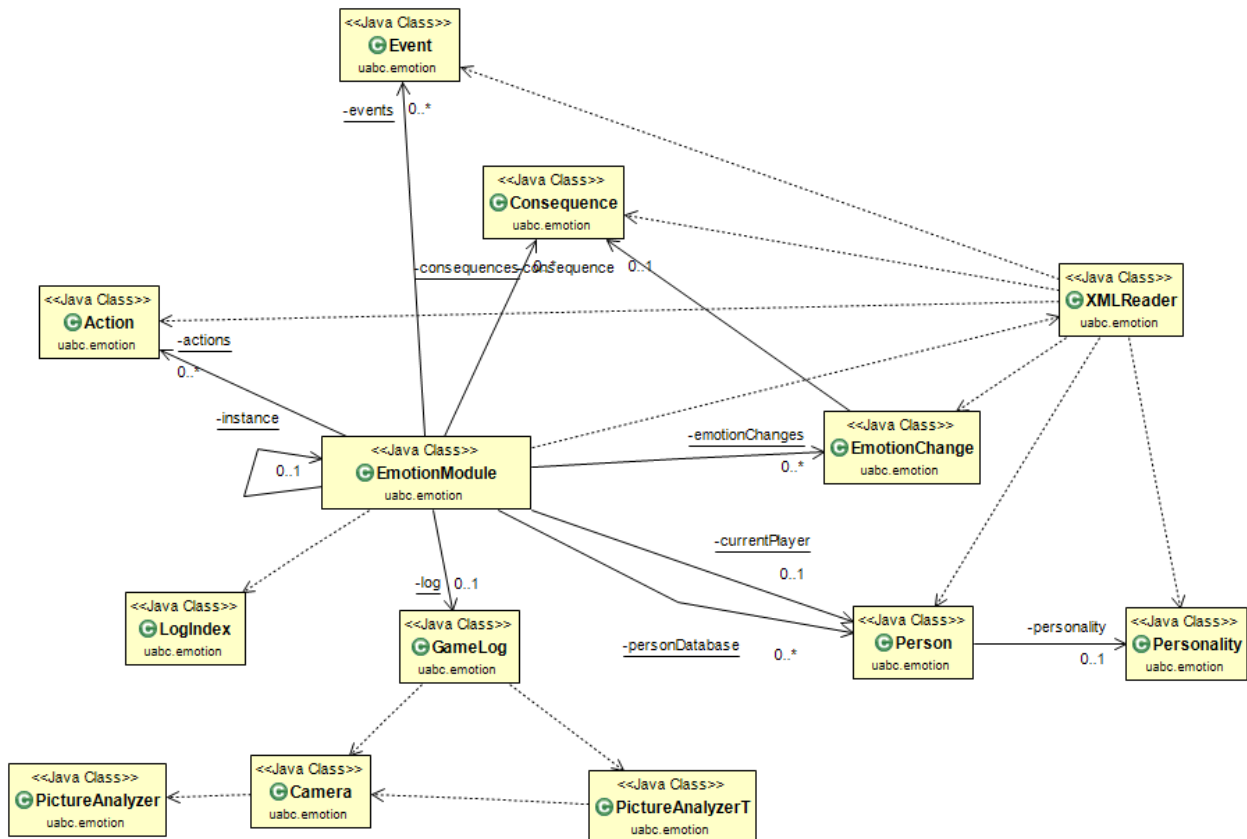 <<Java Class>>
Event
uabc.emotion
-events
0..*
<<Java Class>>
Consequence
uabc.emotion
-consequences
0..*
-consequence
0..1
<<Java Class>>
XMLReader
uabc.emotion
<<Java Class>>
Action
uabc.emotion
-actions
0..*
-instance
0..1
<<Java Class>>
EmotionModule
uabc.emotion
-emotionChanges
0..*
<<Java Class>>
EmotionChange
uabc.emotion
-currentPlayer
0..1
-log
0..1
<<Java Class>>
LogIndex
uabc.emotion
<<Java Class>>
GameLog
uabc.emotion
-personDatabase
0..*
<<Java Class>>
Person
uabc.emotion
-personality
0..1
<<Java Class>>
Personality
uabc.emotion
<<Java Class>>
PictureAnalyzer
uabc.emotion
<<Java Class>>
Camera
uabc.emotion
<<Java Class>>
PictureAnalyzerT
uabc.emotion